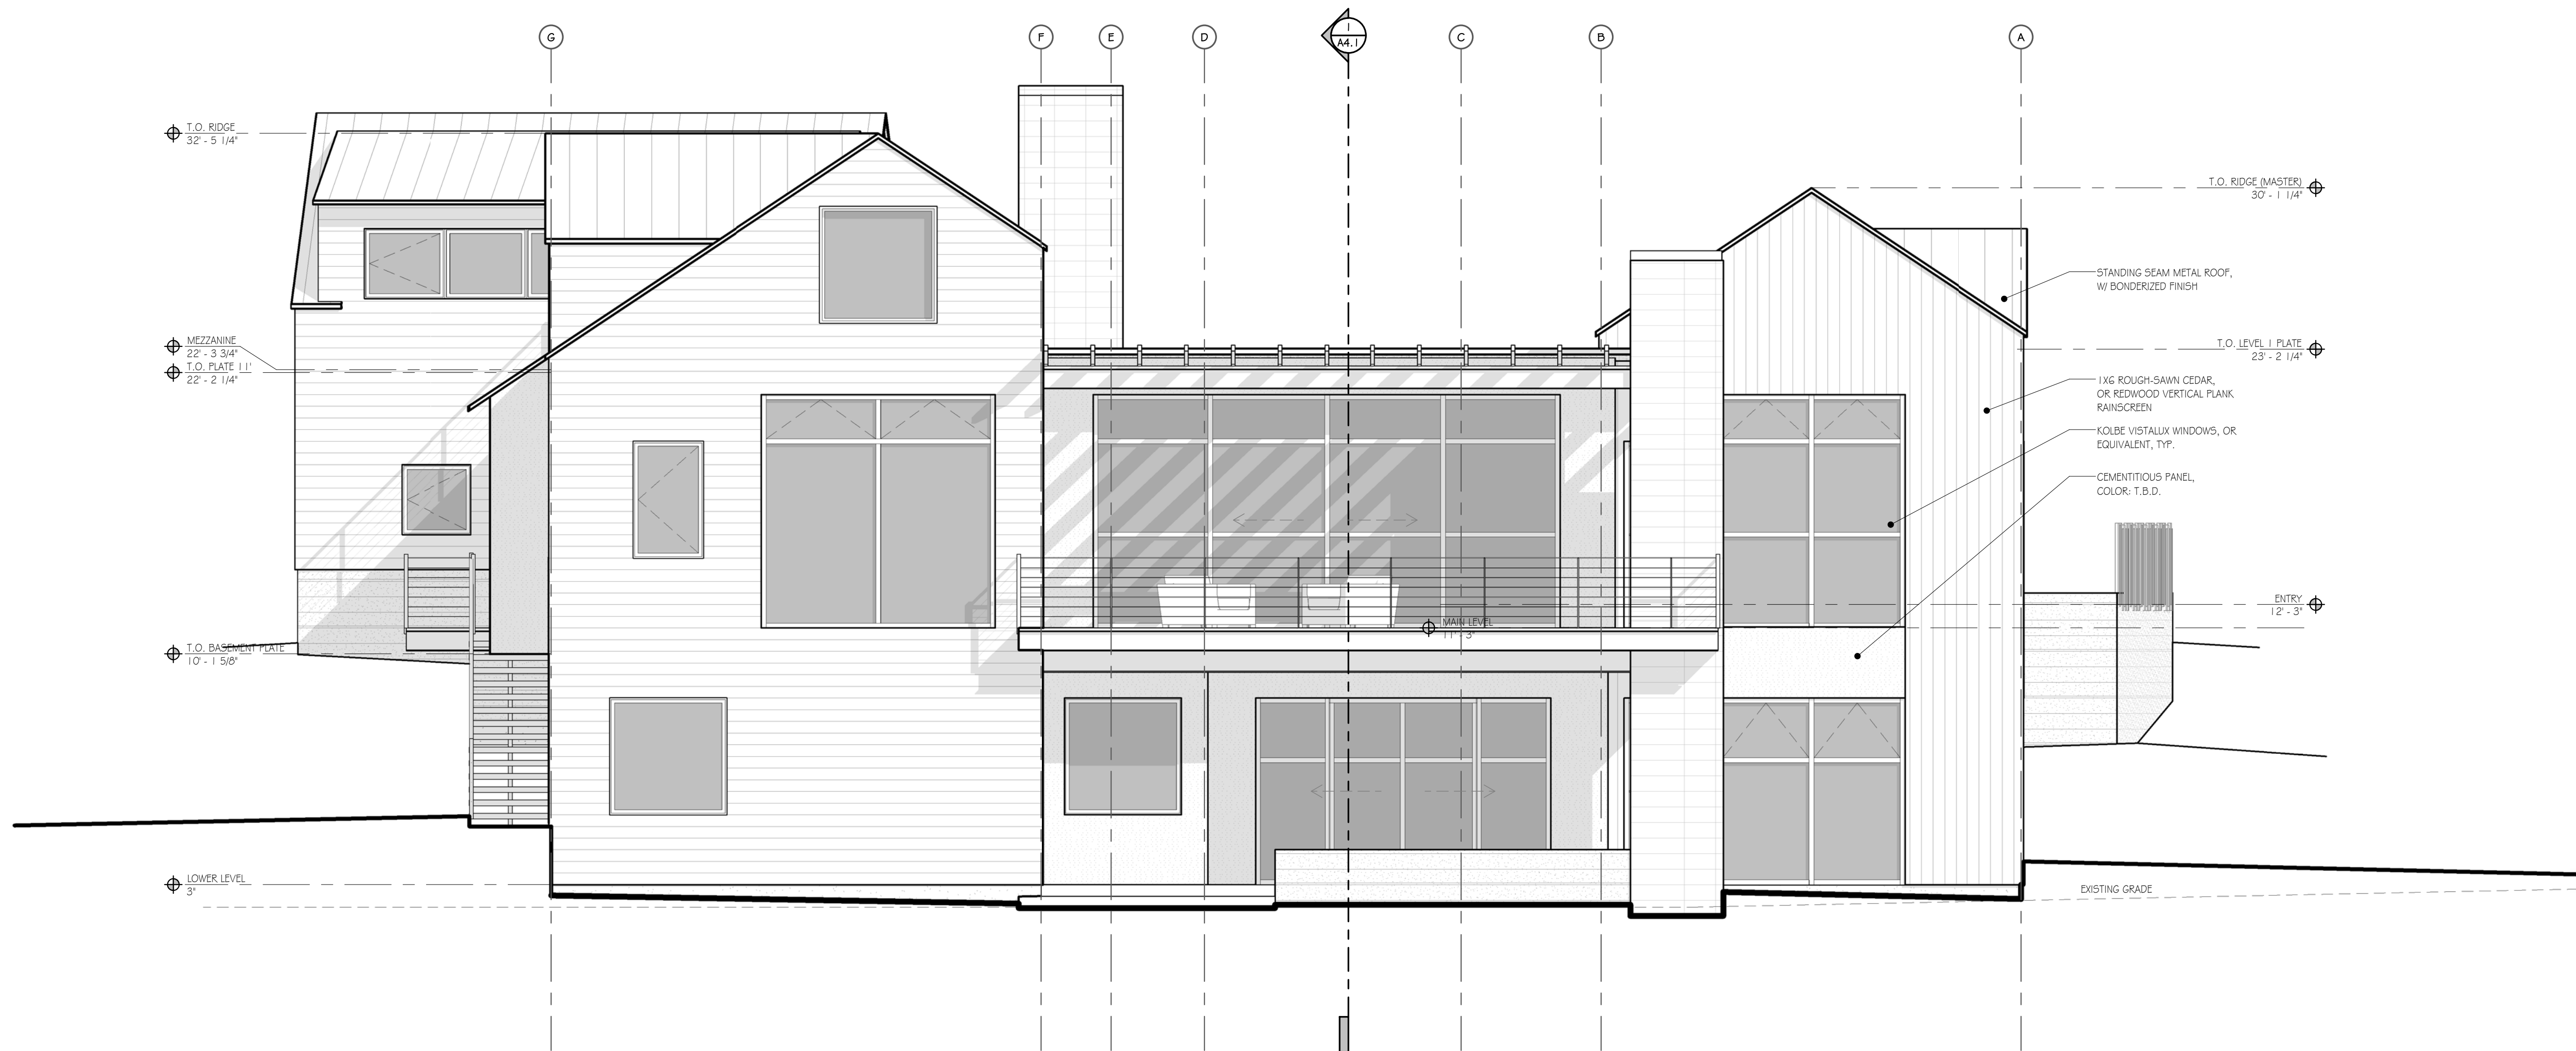 G
F
E
D
1
A4.1
C
B
A
T.O. RIDGE
32' - 5 1/4"
T.O. RIDGE (MASTER)
30' - 1 1/4"
STANDING SEAM METAL ROOF,
W/ BONDERIZED FINISH
MEZZANINE
22' - 3 3/4"
T.O. PLATE 11'
22' - 2 1/4"
T.O. LEVEL 1 PLATE
23' - 2 1/4"
1X6 ROUGH-SAWN CEDAR,
OR REDWOOD VERTICAL PLANK
RAINSCREEN
KOLBE VISTALUX WINDOWS, OR
EQUIVALENT, TYP.
CEMENTITIOUS PANEL,
COLOR: T.B.D.
ENTRY
12' - 3"
MAIN LEVEL
11' - 3"
T.O. BASEMENT PLATE
10' - 1 5/8"
LOWER LEVEL
3"
EXISTING GRADE